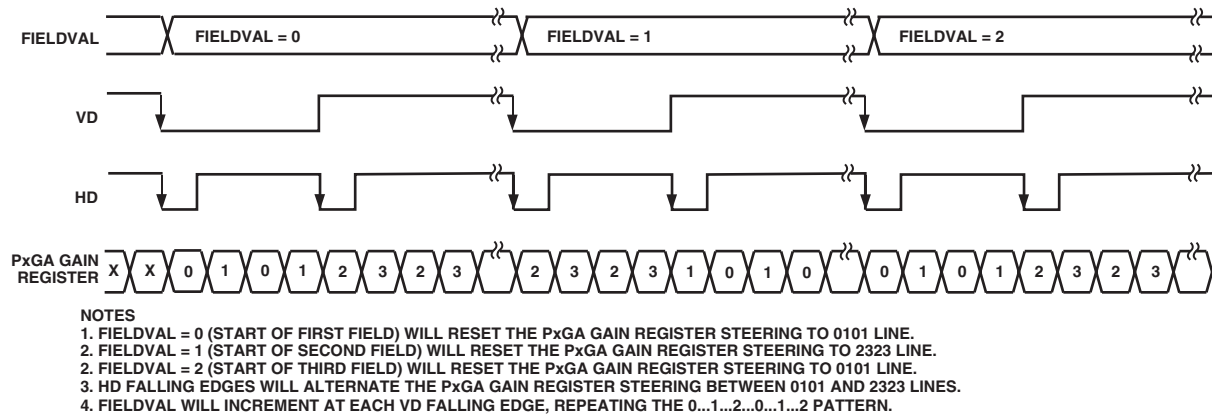 FIELDVAL
FIELDVAL = 0
FIELDVAL = 1
FIELDVAL = 2
VD
HD
PxGA GAIN
REGISTER
X X 0 1 0 1 2 3 2 3 2 3 2 3 1 0 1 0 0 1 0 1 2 3 2 3
NOTES
1. FIELDVAL = 0 (START OF FIRST FIELD) WILL RESET THE PxGA GAIN REGISTER STEERING TO 0101 LINE.
2. FIELDVAL = 1 (START OF SECOND FIELD) WILL RESET THE PxGA GAIN REGISTER STEERING TO 2323 LINE.
2. FIELDVAL = 2 (START OF THIRD FIELD) WILL RESET THE PxGA GAIN REGISTER STEERING TO 0101 LINE.
3. HD FALLING EDGES WILL ALTERNATE THE PxGA GAIN REGISTER STEERING BETWEEN 0101 AND 2323 LINES.
4. FIELDVAL WILL INCREMENT AT EACH VD FALLING EDGE, REPEATING THE 0...1...2...0...1...2 PATTERN.